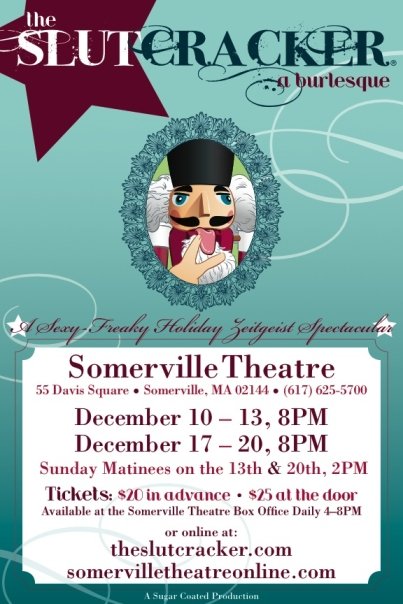 the
SLUTCRACKER®
a burlesque
A Sexy-Freaky Holiday Zeitgeist Spectacular
Somerville Theatre
55 Davis Square • Somerville, MA 02144 • (617) 625-5700
December 10 – 13, 8PM
December 17 – 20, 8PM
Sunday Matinees on the 13th & 20th, 2PM
Tickets: $20 in advance • $25 at the door
Available at the Somerville Theatre Box Office Daily 4–8PM
or online at:
theslutcracker.com
somervilletheatreonline.com
A Sugar Coated Production